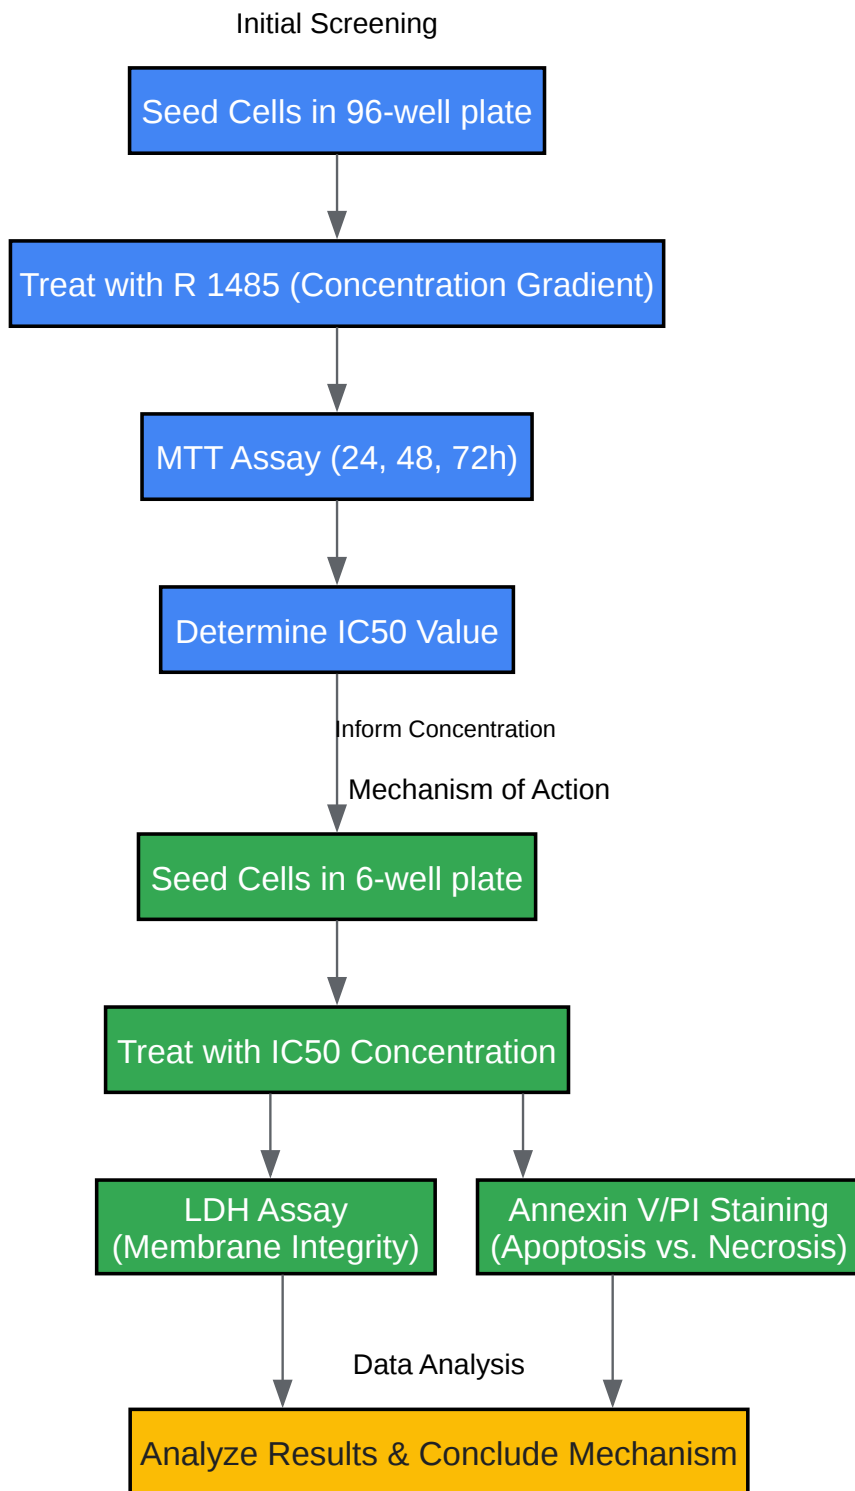 Initial Screening
Seed Cells in 96-well plate
Treat with R 1485 (Concentration Gradient)
MTT Assay (24, 48, 72h)
Determine IC50 Value
Inform Concentration
Mechanism of Action
Seed Cells in 6-well plate
Treat with IC50 Concentration
LDH Assay
(Membrane Integrity)
Annexin V/PI Staining
(Apoptosis vs. Necrosis)
Data Analysis
Analyze Results & Conclude Mechanism